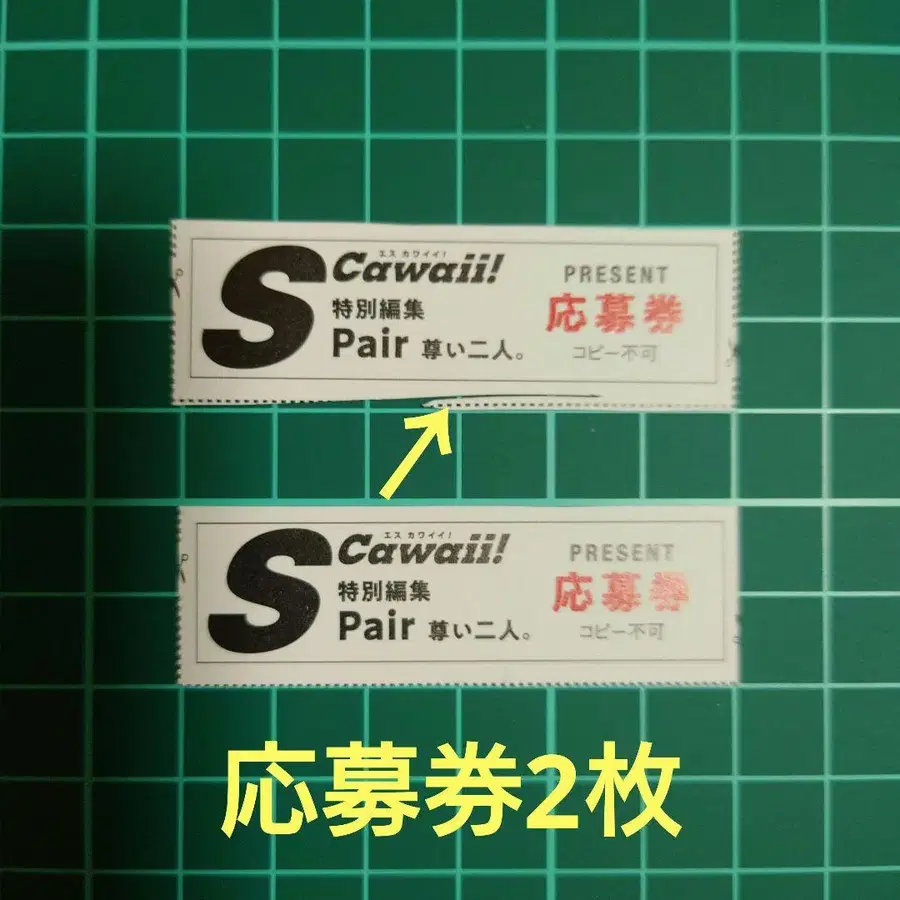 S Cawaii!
エス カワイイ!
特別編集
Pair 尊い二人。
PRESENT
応募券
コピー不可
S Cawaii!
エス カワイイ!
特別編集
Pair 尊い二人。
PRESENT
応募券
コピー不可
応募券2枚